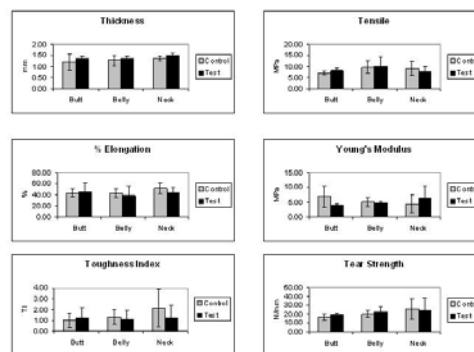 Thickness
2.00
1.50
1.00
0.50
0.00
mm
Butt Belly Neck
Control
Test
Tensile
20.00
15.00
10.00
5.00
0.00
MPa
Butt Belly Neck
Control
Test
% Elongation
80.00
60.00
40.00
20.00
0.00
%
Butt Belly Neck
Control
Test
Young's Modulus
15.00
10.00
5.00
0.00
MPa
Butt Belly Neck
Control
Test
Toughness Index
4.00
3.00
2.00
1.00
0.00
TI
Butt Belly Neck
Control
Test
Tear Strength
50.00
40.00
30.00
20.00
10.00
0.00
N/mm
Butt Belly Neck
Control
Test